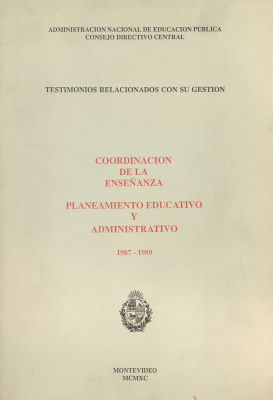 ADMINISTRACION NACIONAL DE EDUCACION PUBLICA
CONSEJO DIRECTIVO CENTRAL
TESTIMONIOS RELACIONADOS CON SU GESTION
COORDINACION
DE LA
ENSEÑANZA
PLANEAMIENTO EDUCATIVO
Y
ADMINISTRATIVO
1987 - 1989
MONTEVIDEO
MCMXC